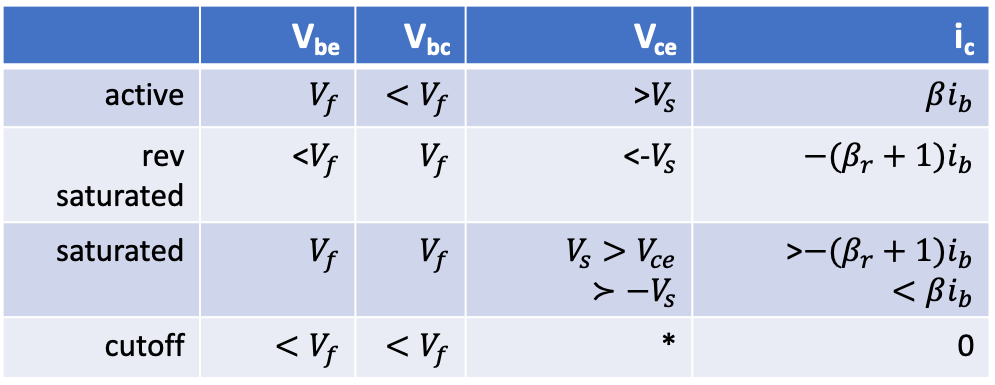 V_be V_bc V_ce i_c
active V_f < V_f >V_s βi_b
rev <V_f V_f <-V_s −(β_r + 1)i_b
saturated
saturated V_f V_f V_s > V_ce >−(β_r + 1)i_b
≻ −V_s < βi_b
cutoff < V_f < V_f * 0